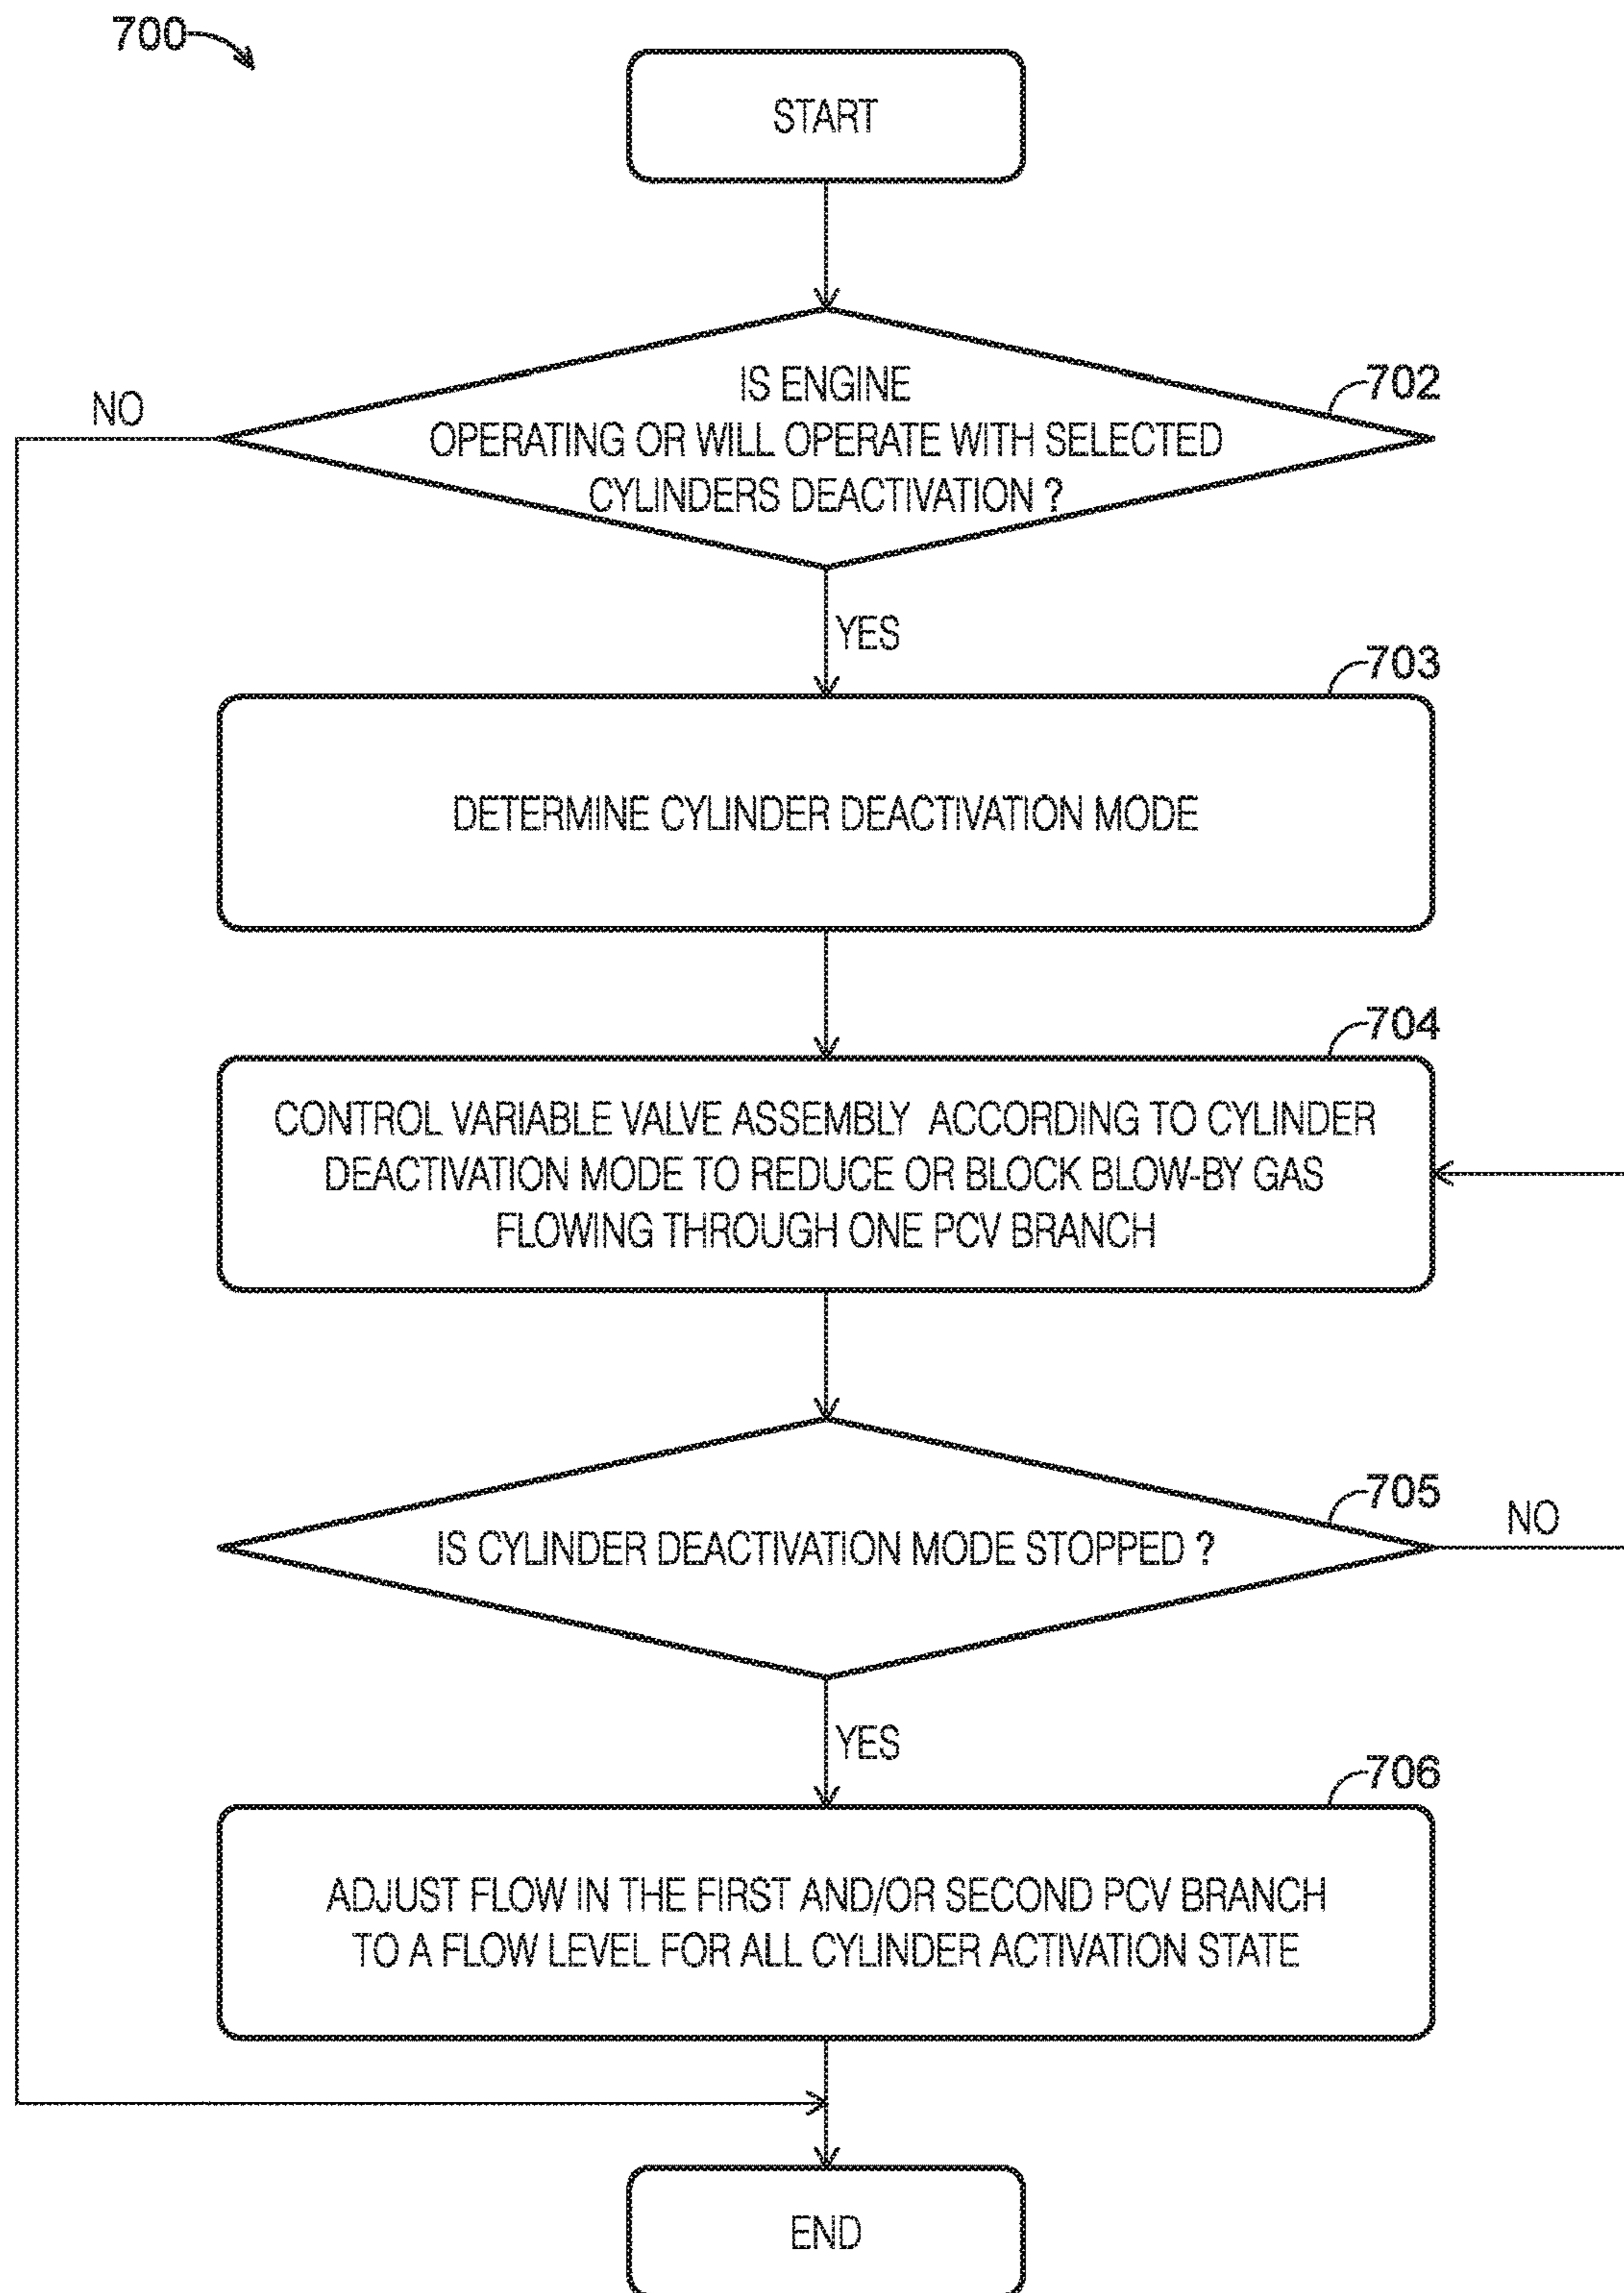 700
START
IS ENGINE
OPERATING OR WILL OPERATE WITH SELECTED
CYLINDERS DEACTIVATION ?
702
NO
YES
703
DETERMINE CYLINDER DEACTIVATION MODE
704
CONTROL VARIABLE VALVE ASSEMBLY ACCORDING TO CYLINDER
DEACTIVATION MODE TO REDUCE OR BLOCK BLOW-BY GAS
FLOWING THROUGH ONE PCV BRANCH
705
IS CYLINDER DEACTIVATION MODE STOPPED ?
NO
YES
706
ADJUST FLOW IN THE FIRST AND/OR SECOND PCV BRANCH
TO A FLOW LEVEL FOR ALL CYLINDER ACTIVATION STATE
END